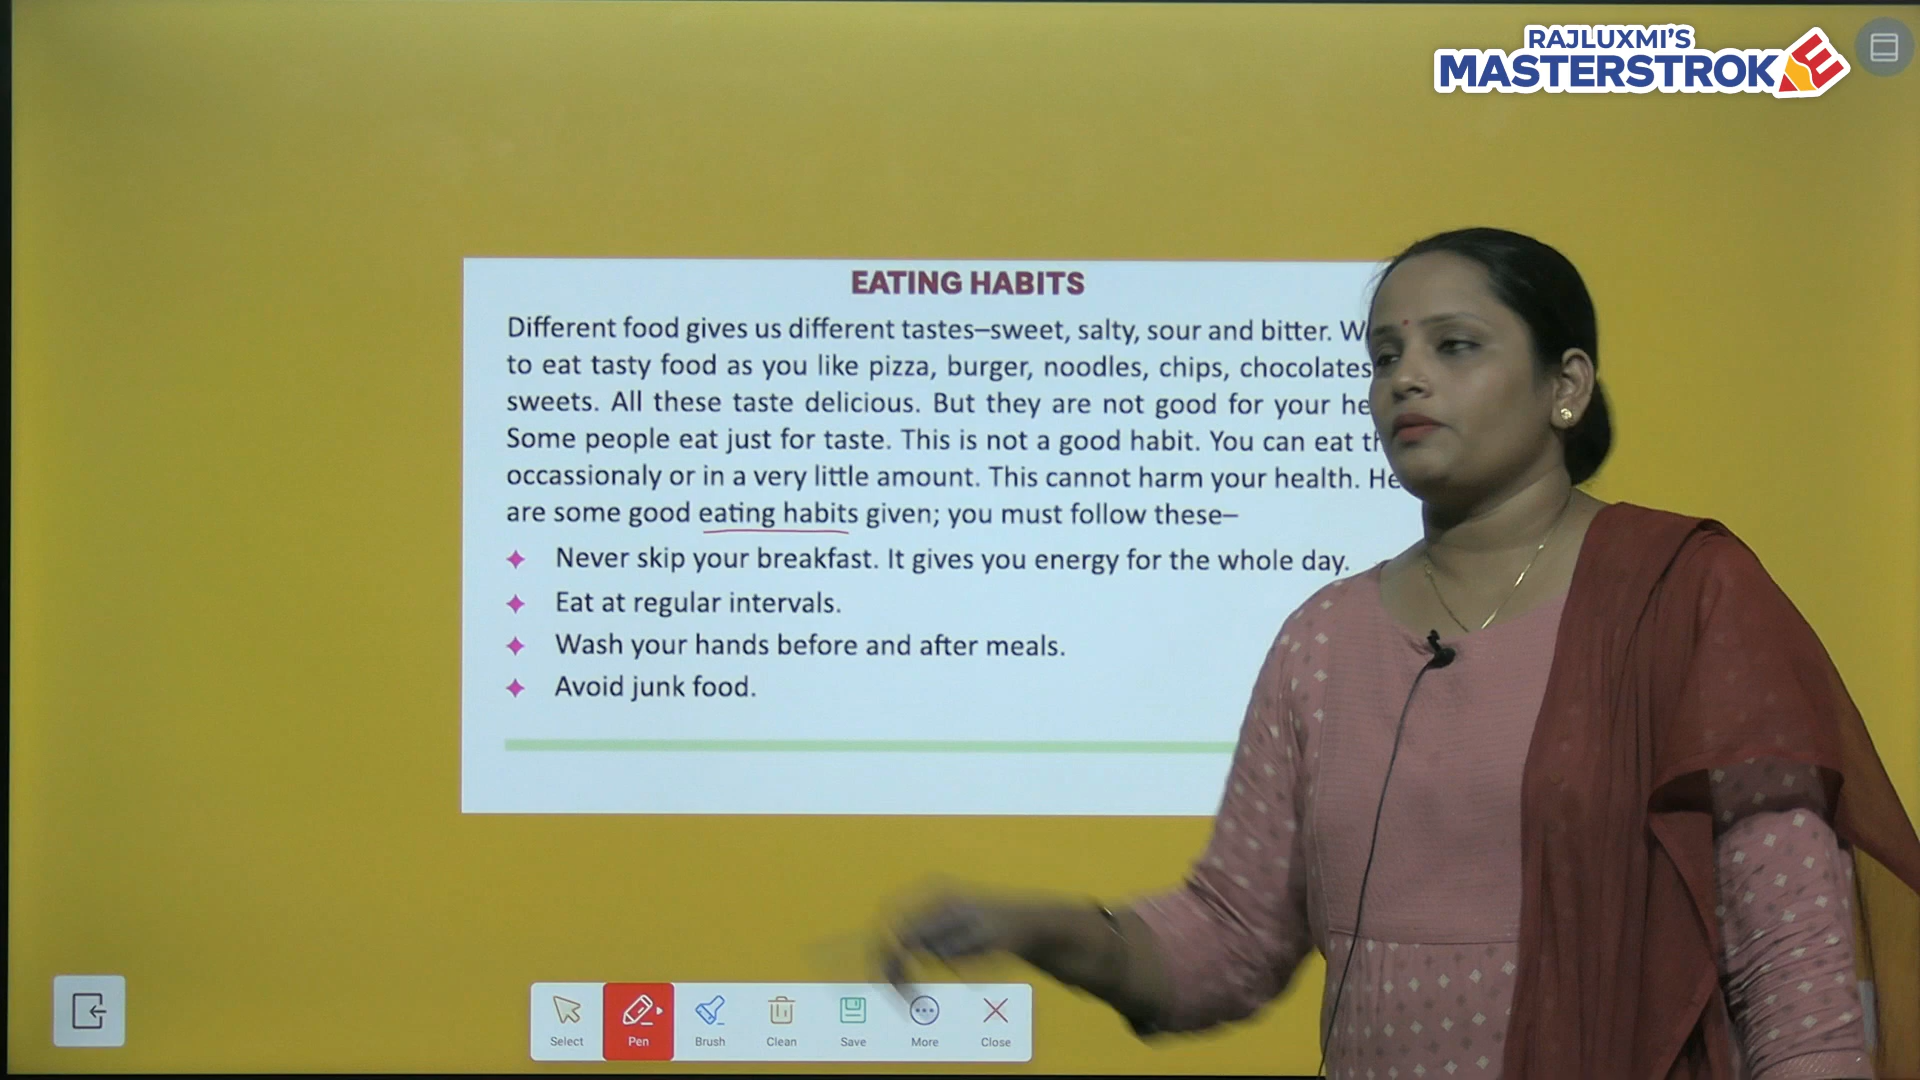 RAJLUXMI'S
MASTERSTROKE
EATING HABITS
Different food gives us different tastes–sweet, salty, sour and bitter.
to eat tasty food as you like pizza, burger, noodles, chips, chocolates
sweets. All these taste delicious. But they are not good for your
Some people eat just for taste. This is not a good habit. You can eat
occassionaly or in a very little amount. This cannot harm your health.
are some good eating habits given; you must follow these–
Never skip your breakfast. It gives you energy for the whole day.
Eat at regular intervals.
Wash your hands before and after meals.
Avoid junk food.
Select Pen Brush Clean Save More Close